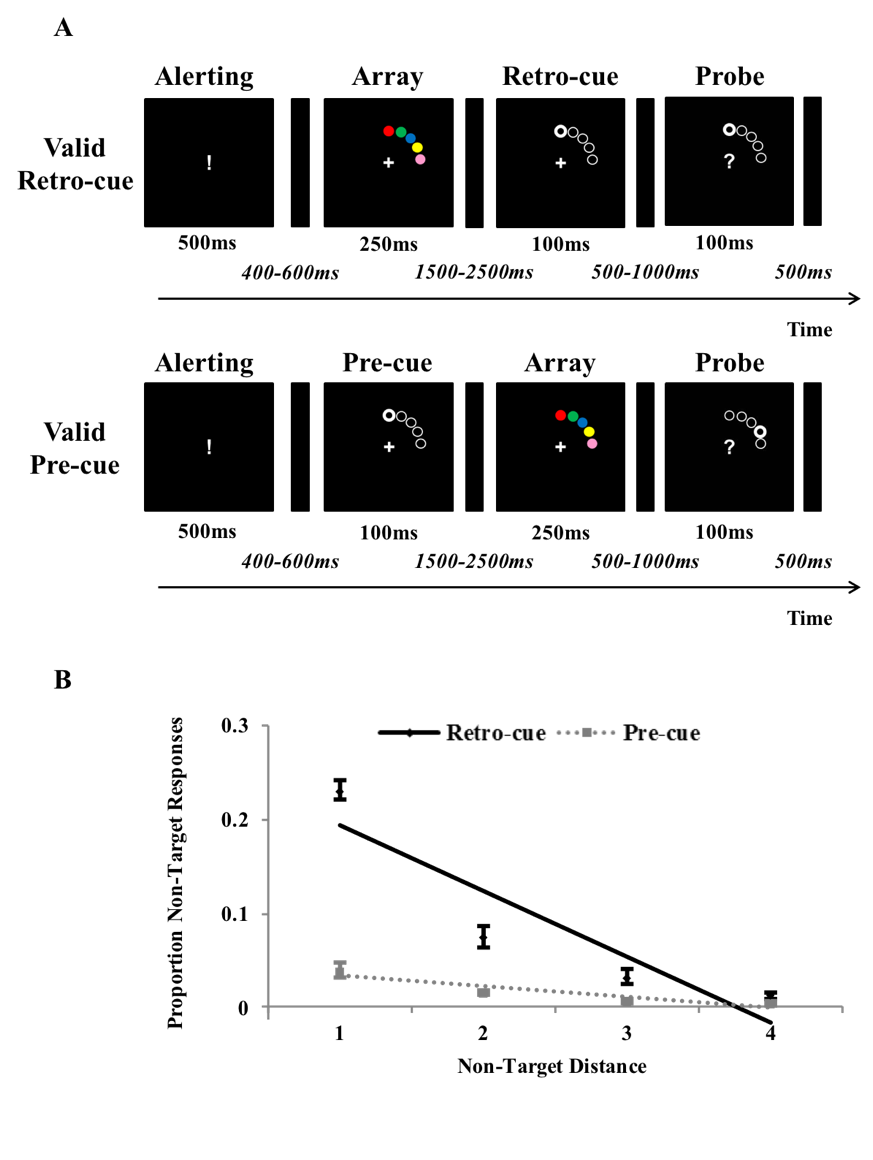 A
Alerting Array Retro-cue Probe
Valid
Retro-cue
! + + ?
500ms 250ms 100ms 100ms
400-600ms 1500-2500ms 500-1000ms 500ms
Time
Alerting Pre-cue Array Probe
Valid
Pre-cue
! + + ?
500ms 100ms 250ms 100ms
400-600ms 1500-2500ms 500-1000ms 500ms
Time
B
Proportion Non-Target Responses
Retro-cue Pre-cue
0.3
0.2
0.1
0
1 2 3 4
Non-Target Distance